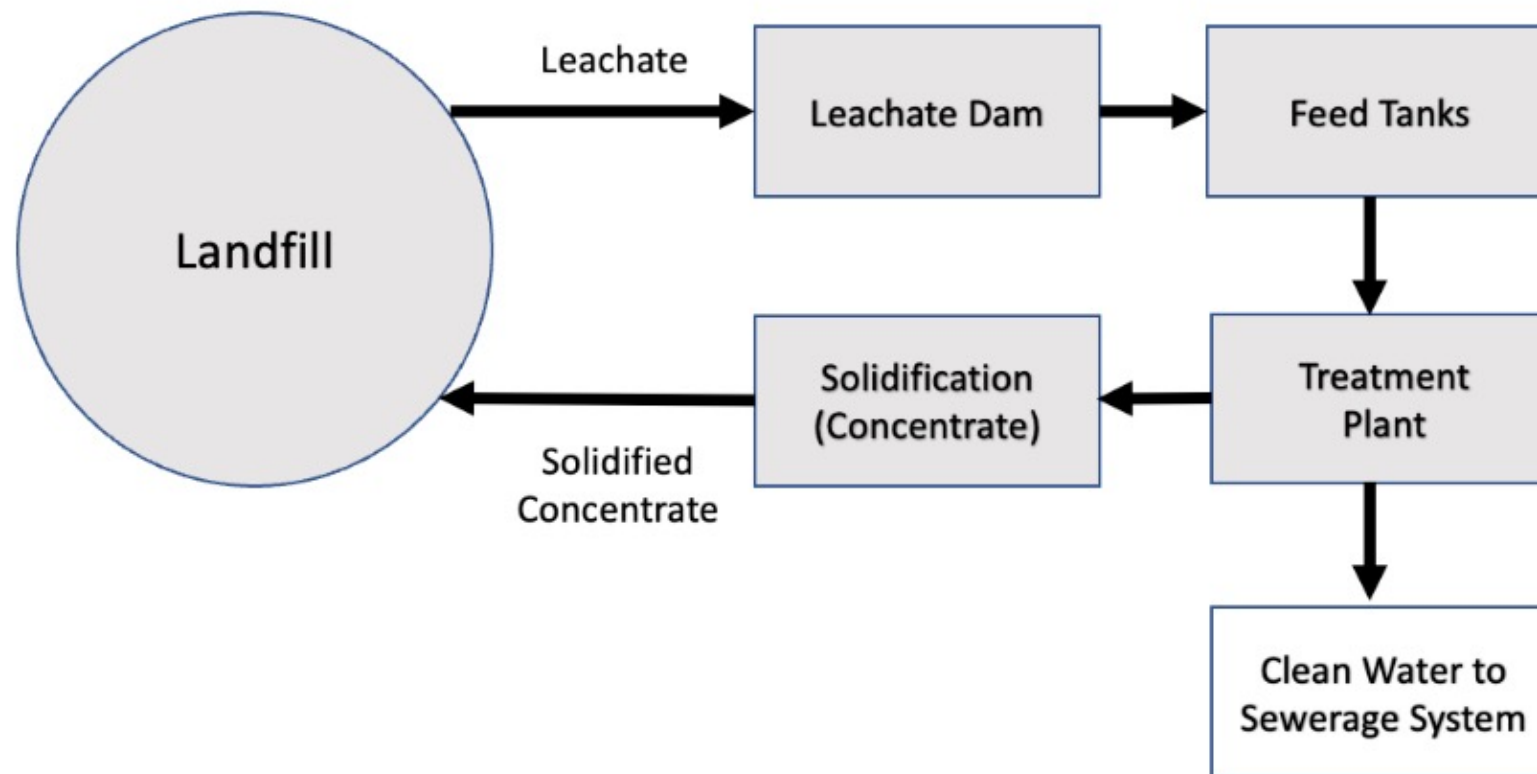 Leachate
Leachate Dam
Feed Tanks
Landfill
Solidification
(Concentrate)
Treatment
Plant
Solidified
Concentrate
Clean Water to
Sewerage System